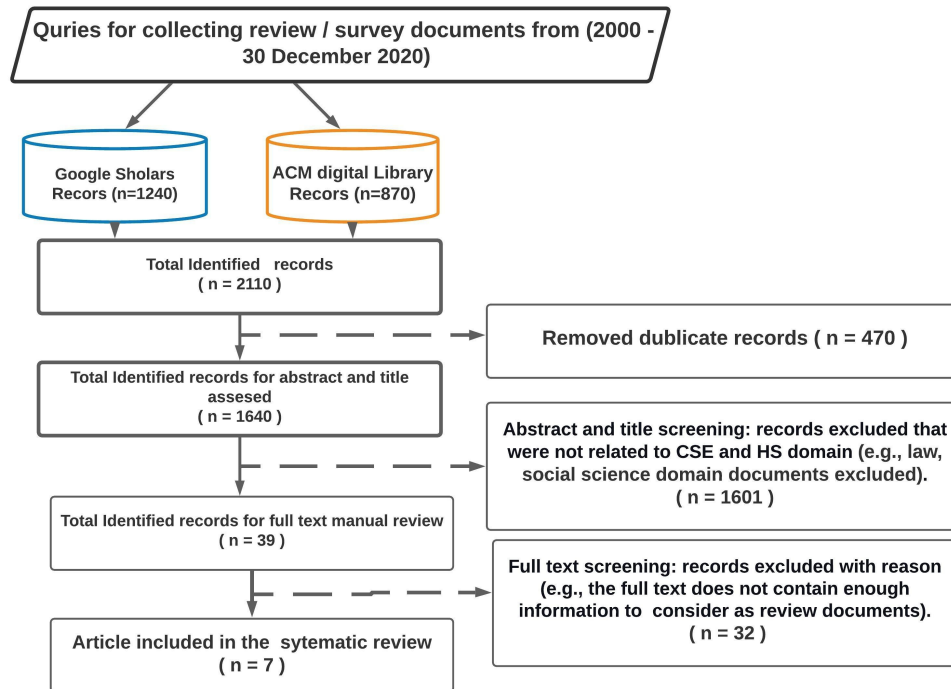 Quries for collecting review / survey documents from (2000 -
30 December 2020)
Google Sholars
Recors (n=1240)
ACM digital Library
Recors (n=870)
Total Identified records
( n = 2110 )
Removed dublicate records ( n = 470 )
Total Identified records for abstract and title
assesed
( n = 1640 )
Abstract and title screening: records excluded that
were not related to CSE and HS domain (e.g., law,
social science domain documents excluded).
( n = 1601 )
Total Identified records for full text manual review
( n = 39 )
Full text screening: records excluded with reason
(e.g., the full text does not contain enough
information to consider as review documents).
( n = 32 )
Article included in the sytematic review
( n = 7 )